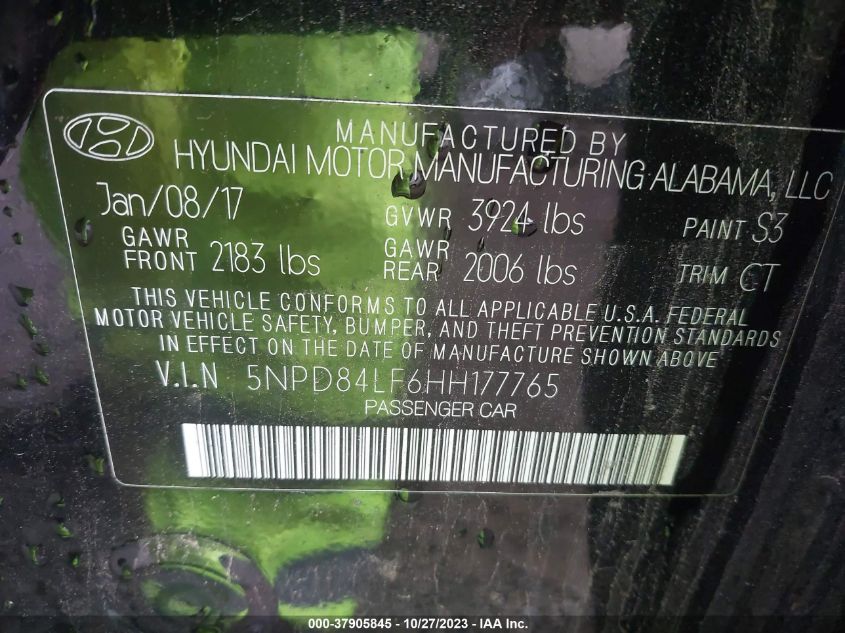 MANUFACTURED BY
HYUNDAI MOTOR MANUFACTURING ALABAMA, LLC
Jan/08/17 GVWR 3924 lbs PAINT S3
GAWR FRONT 2183 lbs GAWR REAR 2006 lbs TRIM CT
THIS VEHICLE CONFORMS TO ALL APPLICABLE U.S.A. FEDERAL
MOTOR VEHICLE SAFETY, BUMPER, AND THEFT PREVENTION STANDARDS
IN EFFECT ON THE DATE OF MANUFACTURE SHOWN ABOVE
V.I.N 5NPD84LF6HH177765
PASSENGER CAR
000-37905845 - 10/27/2023 - IAA Inc.